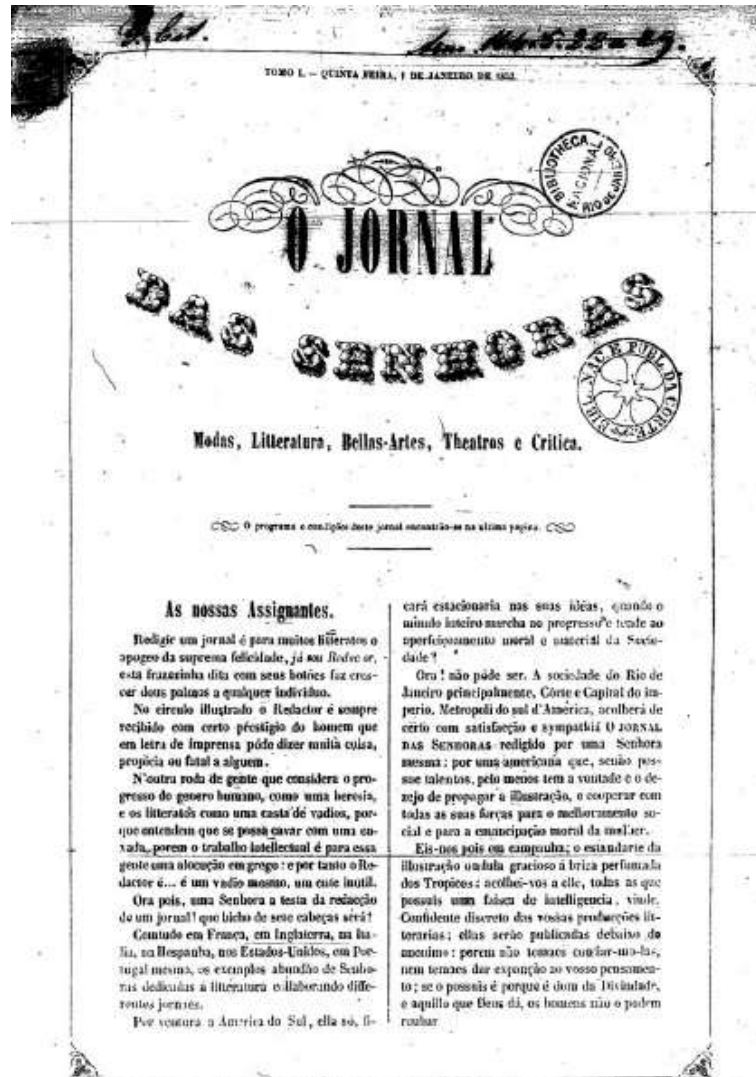 TOMO I. — QUINTA FEIRA, 1 DE JANEIRO DE 1852.
BIBLIOTHECA NACIONAL RIO DE JANEIRO
O JORNAL
DAS SENHORAS
BIBL. NAC. E PUBL. DA CORTE
Modas, Litteratura, Bellas-Artes, Theatros e Critica.
O programa e condições deste jornal encontrão-se na ultima pagina.
As nossas Assignantes.
Redigir um jornal é para muitos litteratos o
apogeo da suprema felicidade, já sou Redactor,
esta frazezinha dita com seus botões faz cres-
cer dous palmos a qualquer individuo.
No circulo illustrado o Redactor é sempre
recibido com certo prestigio do homem que
em letra de imprensa póde dizer muita coisa,
propicia ou fatal a alguem.
N'outra roda de gente que considera o pro-
gresso do genero humano, como uma heresia,
e os litteratos como uma casta de vadios, por-
que entendem que se possa cavar com uma en-
xada, porem o trabalho intellectual é para essa
gente uma alocução em grego: e por tanto o Re-
dactor é... é um vadio mesmo, um ente inutil.
Ora pois, uma Senhora a testa da redacção
de um jornal! que bicho de sete cabeças será?
Comtudo em França, em Inglaterra, na Ita-
lia, na Hespanha, nos Estados-Unidos, em Por-
tugal mesmo, os exemplos abundão de Senho-
ras dedicadas á litteratura collaborando diffe-
rentes jornaes.
Por ventura a America do Sul, ella só, fi-
cará estacionaria nas suas idéas, quando o
mundo inteiro marcha ao progresso e tende ao
aperfeiçoamento moral e material da Socie-
dade?
Ora! não póde ser. A sociedade do Rio de
Janeiro principalmente, Côrte e Capital do im-
perio, Metropoli do sul d'América, acolherá de
certo com satisfacção e sympathia O JORNAL
DAS SENHORAS redigido por uma Senhora
mesma: por uma americana que, senão pos-
sue talentos, pelo menos tem a vontade e o de-
zejo de propagar a illustração, e cooperar com
todas as suas forças para o melhoramento so-
cial e para a emancipação moral da mulher.
Eis-nos pois em campanha; o estandarte da
illustração ondula gracioso á briza perfumada
dos Tropicos: acolhei-vos a elle, todas as que
possuis uma faisca de intelligencia, vinde.
Confidente discreto das vossas producções lit-
terarias; ellas serão publicadas debaixo do
anonimo: porem não temaes confiar-mo-las,
nem temaes dar expanção ao vosso pensamen-
to; se o possuis é porque é dom da Divindade,
e aquillo que Deus dá, os homens não o podem
roubar